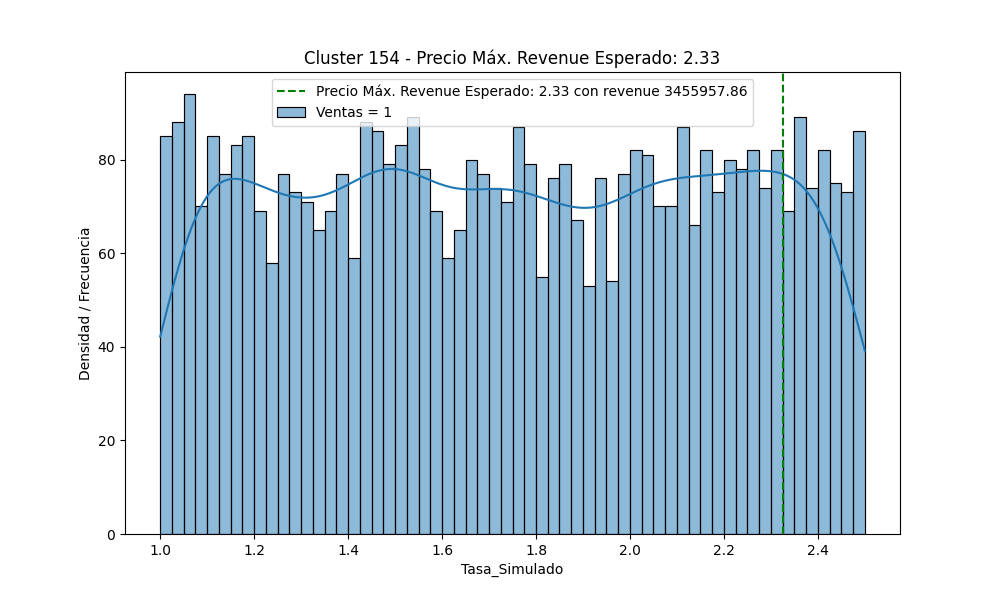 Cluster 154 - Precio Máx. Revenue Esperado: 2.33
Precio Máx. Revenue Esperado: 2.33 con revenue 3455957.86
Ventas = 1
Densidad / Frecuencia
80
60
40
20
0
1.0 1.2 1.4 1.6 1.8 2.0 2.2 2.4
Tasa_Simulado